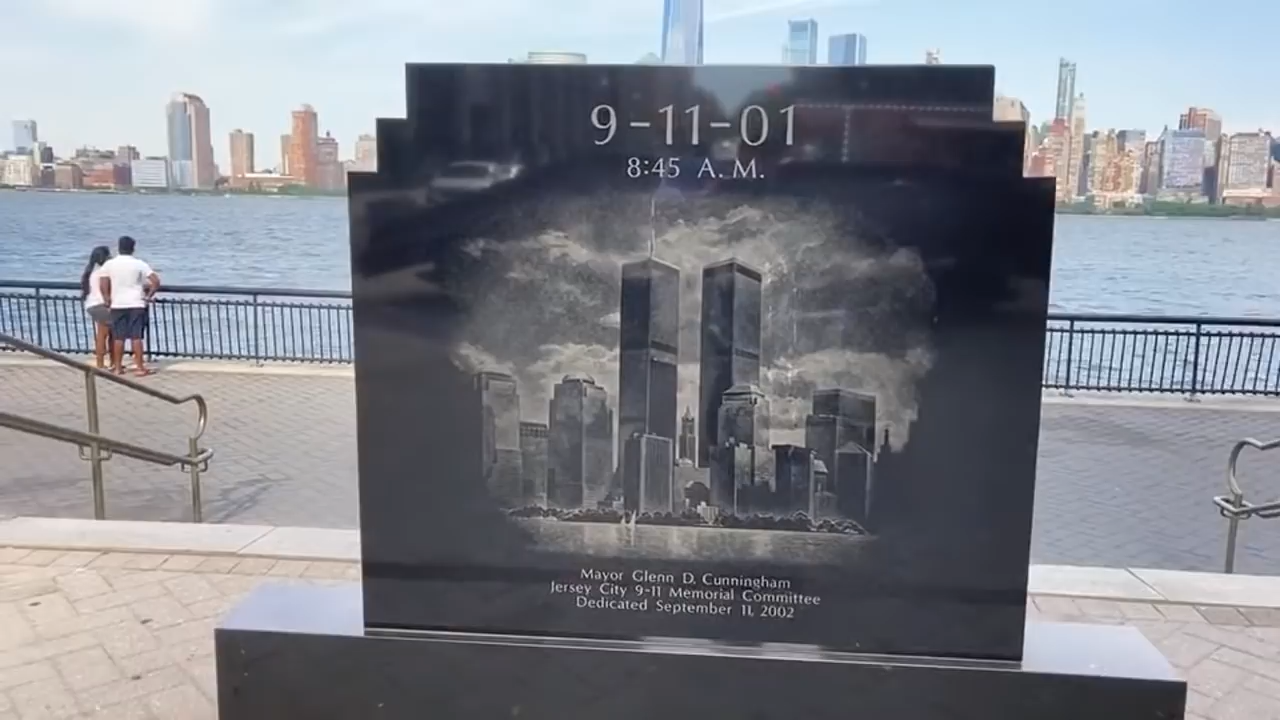 9-11-01
8:45 A.M.
Mayor Glenn D. Cunningham
Jersey City 9-11 Memorial Committee
Dedicated September 11, 2002